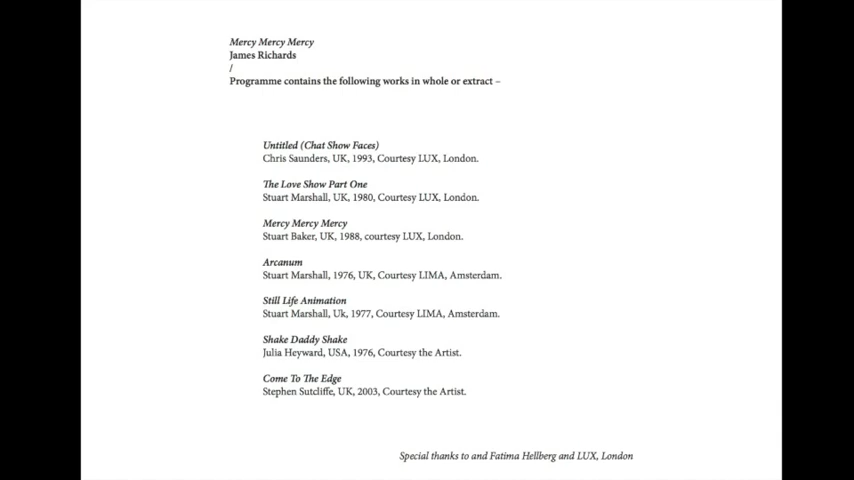 Mercy Mercy Mercy
James Richards
/
Programme contains the following works in whole or extract –
Untitled (Chat Show Faces)
Chris Saunders, UK, 1993, Courtesy LUX, London.
The Love Show Part One
Stuart Marshall, UK, 1980, Courtesy LUX, London.
Mercy Mercy Mercy
Stuart Baker, UK, 1988, courtesy LUX, London.
Arcanum
Stuart Marshall, 1976, UK, Courtesy LIMA, Amsterdam.
Still Life Animation
Stuart Marshall, Uk, 1977, Courtesy LIMA, Amsterdam.
Shake Daddy Shake
Julia Heyward, USA, 1976, Courtesy the Artist.
Come To The Edge
Stephen Sutcliffe, UK, 2003, Courtesy the Artist.
Special thanks to and Fatima Hellberg and LUX, London